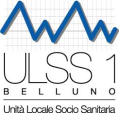 ULSS 1
BELLUNO
Unità Locale Socio Sanitaria